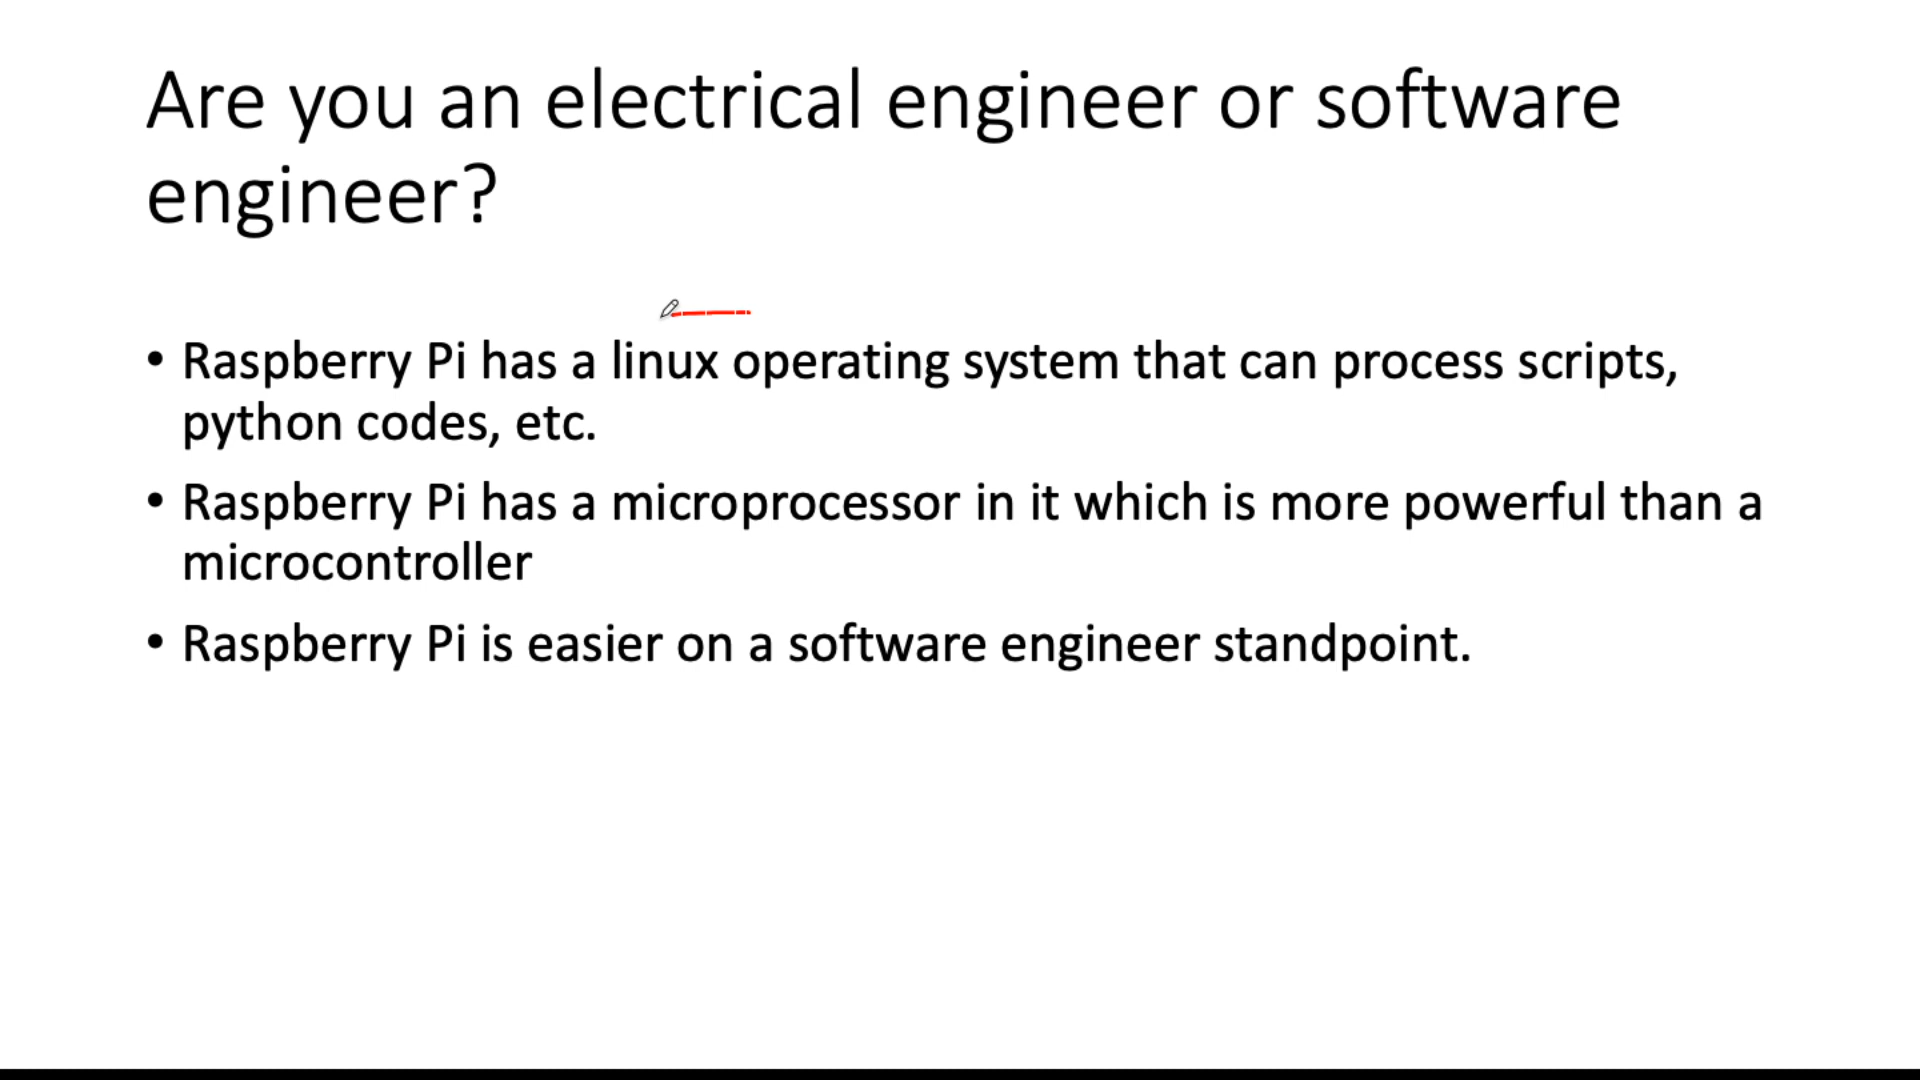 Are you an electrical engineer or software
engineer?
• Raspberry Pi has a linux operating system that can process scripts,
python codes, etc.
• Raspberry Pi has a microprocessor in it which is more powerful than a
microcontroller
• Raspberry Pi is easier on a software engineer standpoint.